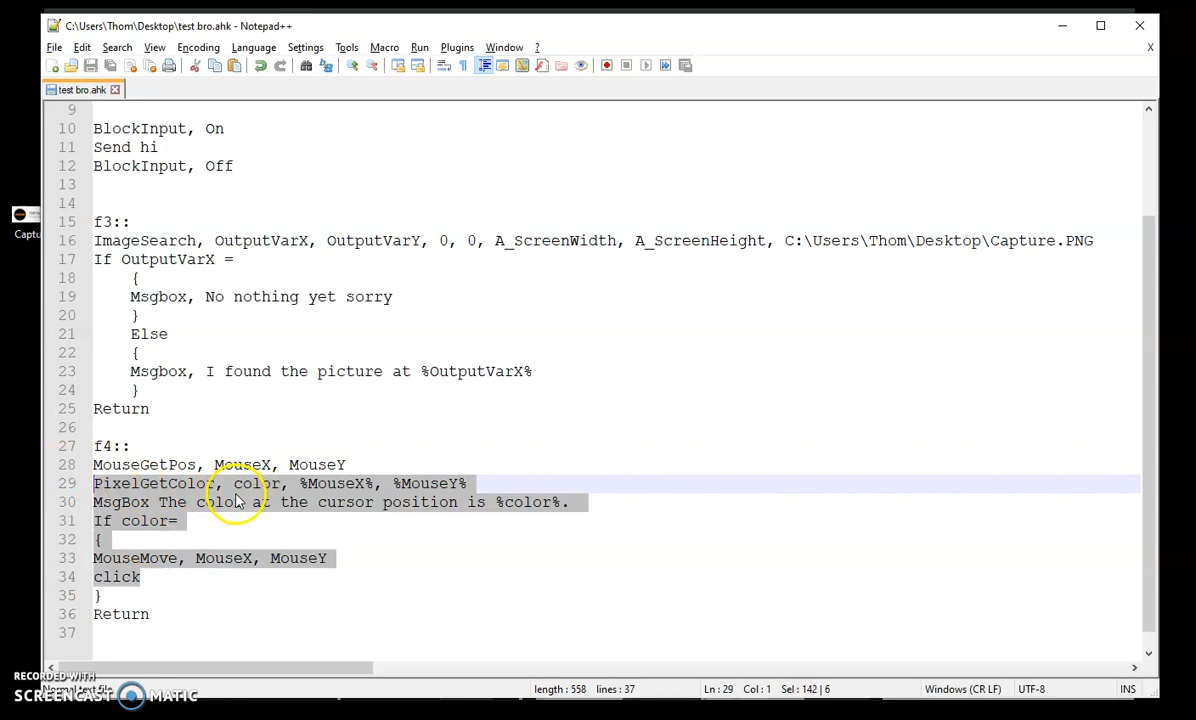 C:\Users\Thom\Desktop\test bro.ahk - Notepad++
File Edit Search View Encoding Language Settings Tools Macro Run Plugins Window ? X
test bro.ahk
9
10 BlockInput, On
11 Send hi
12 BlockInput, Off
13
14
15 f3::
16 ImageSearch, OutputVarX, OutputVarY, 0, 0, A_ScreenWidth, A_ScreenHeight, C:\Users\Thom\Desktop\Capture.PNG
17 If OutputVarX =
18 {
19 Msgbox, No nothing yet sorry
20 }
21 Else
22 {
23 Msgbox, I found the picture at %OutputVarX%
24 }
25 Return
26
27 f4::
28 MouseGetPos, MouseX, MouseY
29 PixelGetColor, color, %MouseX%, %MouseY%
30 MsgBox The color at the cursor position is %color%.
31 If color=
32 {
33 MouseMove, MouseX, MouseY
34 click
35 }
36 Return
37
Captu
RECORDED WITH
SCREENCAST MATIC
Normal text file length : 558 lines : 37 Ln : 29 Col : 1 Sel : 142 | 6 Windows (CR LF) UTF-8 INS